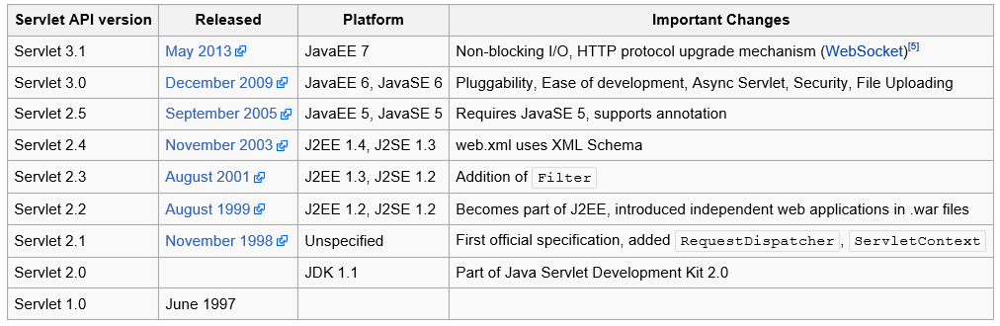 Servlet API version Released Platform Important Changes
Servlet 3.1 May 2013 JavaEE 7 Non-blocking I/O, HTTP protocol upgrade mechanism (WebSocket)[5]
Servlet 3.0 December 2009 JavaEE 6, JavaSE 6 Pluggability, Ease of development, Async Servlet, Security, File Uploading
Servlet 2.5 September 2005 JavaEE 5, JavaSE 5 Requires JavaSE 5, supports annotation
Servlet 2.4 November 2003 J2EE 1.4, J2SE 1.3 web.xml uses XML Schema
Servlet 2.3 August 2001 J2EE 1.3, J2SE 1.2 Addition of Filter
Servlet 2.2 August 1999 J2EE 1.2, J2SE 1.2 Becomes part of J2EE, introduced independent web applications in .war files
Servlet 2.1 November 1998 Unspecified First official specification, added RequestDispatcher, ServletContext
Servlet 2.0 JDK 1.1 Part of Java Servlet Development Kit 2.0
Servlet 1.0 June 1997